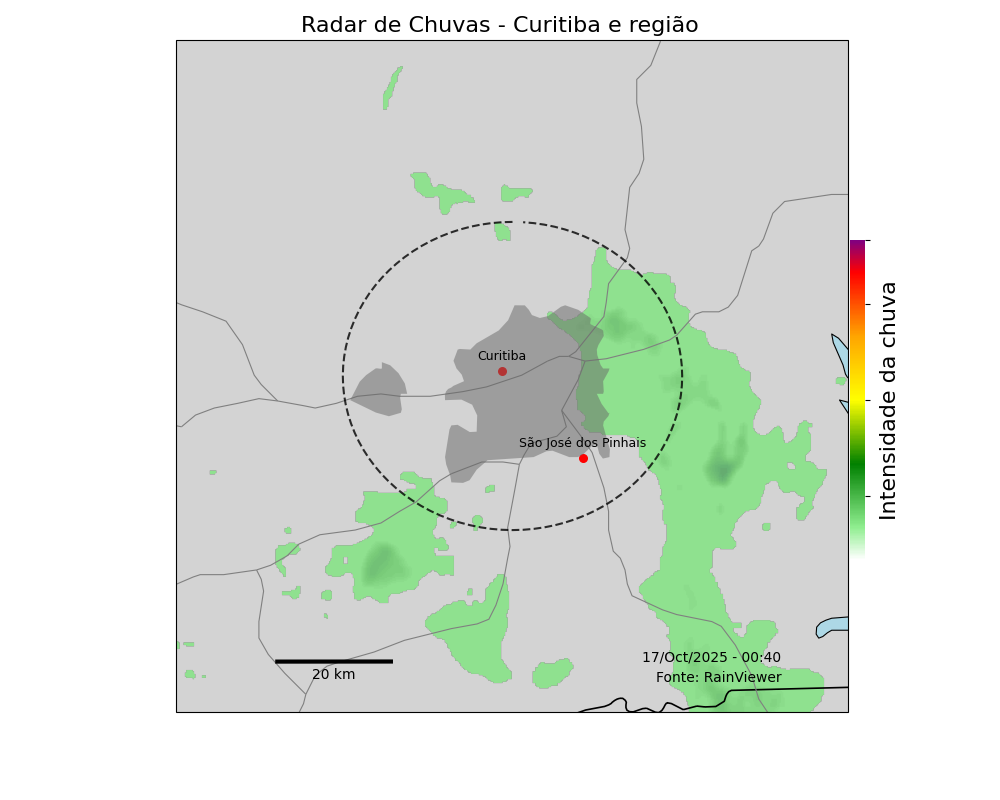 Radar de Chuvas - Curitiba e região
Curitiba
São José dos Pinhais
Intensidade da chuva
17/Oct/2025 - 00:40
Fonte: RainViewer
20 km